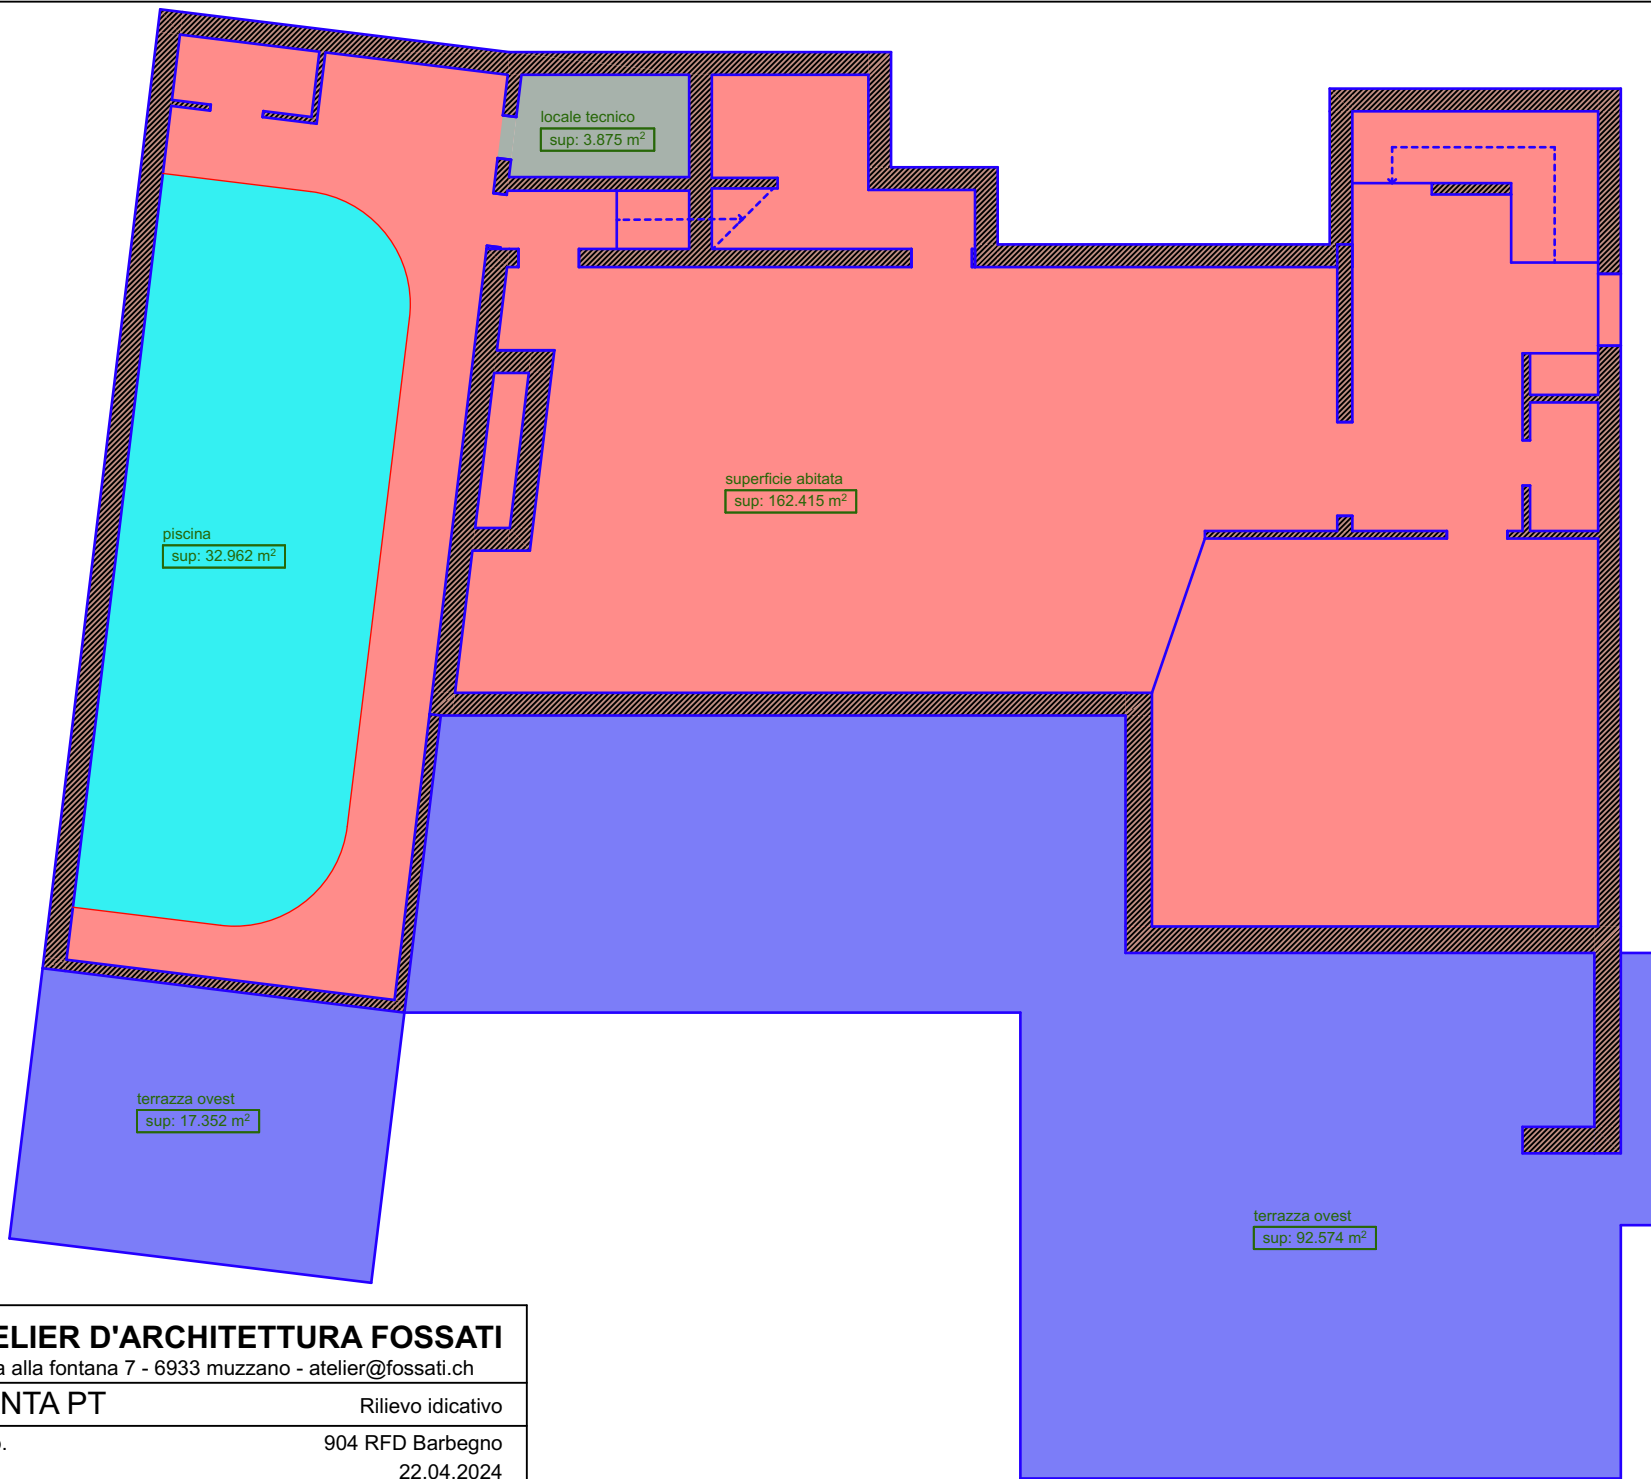 locale tecnico
sup: 3.875 m²
superficie abitata
sup: 162.415 m²
piscina
sup: 32.962 m²
terrazza ovest
sup: 17.352 m²
terrazza ovest
sup: 92.574 m²
ELIER D'ARCHITETTURA FOSSATI
a alla fontana 7 - 6933 muzzano - atelier@fossati.ch
NTA PT Rilievo idicativo
. 904 RFD Barbegno
22.04.2024